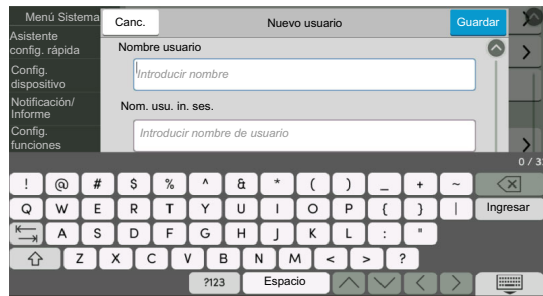 Menú Sistema
Canc.
Nuevo usuario
Guardar
Asistente
config. rápida
Config.
dispositivo
Notificación/
Informe
Config.
funciones
Nombre usuario
Introducir nombre
Nom. usu. in. ses.
Introducir nombre de usuario
0 / 3
! @ # $ % ^ & * ( ) _ + ~
Q W E R T Y U I O P { } | Ingresar
A S D F G H J K L : "
Z X C V B N M < > ?
?123 Espacio